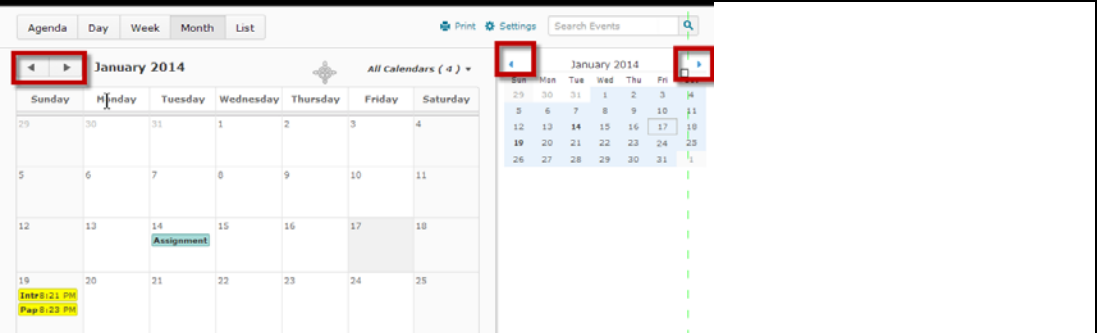 Agenda Day Week Month List
Print Settings Search Events
January 2014 All Calendars ( 4 )
Sunday Monday Tuesday Wednesday Thursday Friday Saturday
29 30 31 1 2 3 4
5 6 7 8 9 10 11
12 13 14 15 16 17 18
Assignment
19 20 21 22 23 24 25
Intr8:21 PM
Pap8:23 PM
January 2014
Sun Mon Tue Wed Thu Fri
29 30 31 1 2 3 4
5 6 7 8 9 10 11
12 13 14 15 16 17 18
19 20 21 22 23 24 25
26 27 28 29 30 31 1